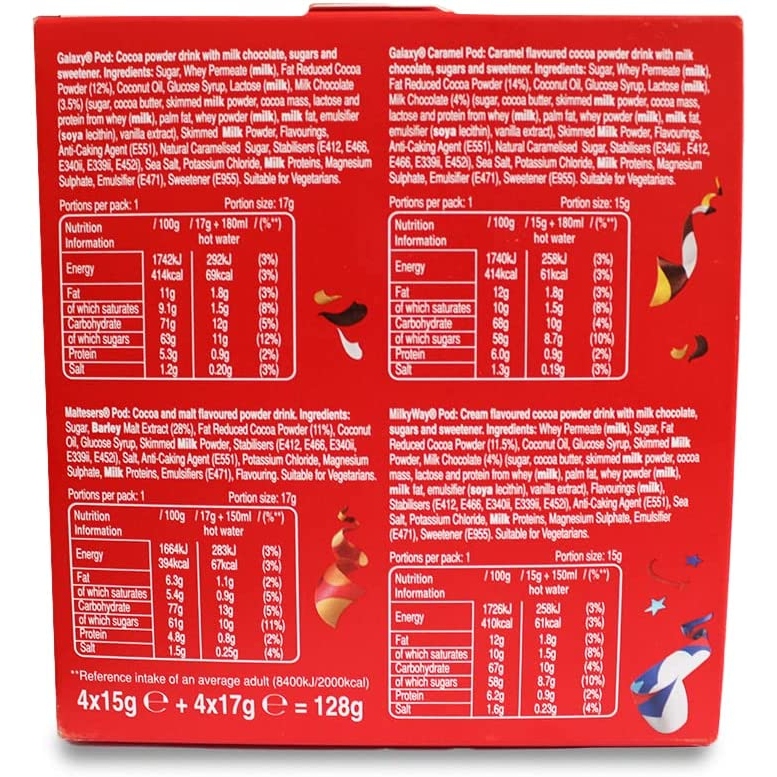 Galaxy® Pod: Cocoa powder drink with milk chocolate, sugars and
sweetener. Ingredients: Sugar, Whey Permeate (milk), Fat Reduced Cocoa
Powder (12%), Coconut Oil, Glucose Syrup, Lactose (milk), Milk Chocolate
(3.5%) (sugar, cocoa butter, skimmed milk powder, cocoa mass, lactose and
protein from whey (milk), palm fat, whey powder (milk), milk fat, emulsifier
(soya lecithin), vanilla extract), Skimmed Milk Powder, Flavourings,
Anti-Caking Agent (E551), Natural Caramelised Sugar, Stabilisers (E412, E466,
E340ii, E339ii, E452i), Sea Salt, Potassium Chloride, Milk Proteins, Magnesium
Sulphate, Emulsifier (E471), Sweetener (E955). Suitable for Vegetarians.
Portions per pack: 1 Portion size: 17g
Nutrition /100g /17g + 180ml /(%**)
Information hot water
Energy 1742kJ 292kJ (3%)
414kcal 69kcal (3%)
Fat 11g 1.8g (3%)
of which saturates 9.1g 1.5g (8%)
Carbohydrate 71g 12g (5%)
of which sugars 63g 11g (12%)
Protein 5.3g 0.9g (2%)
Salt 1.2g 0.20g (3%)
Galaxy® Caramel Pod: Caramel flavoured cocoa powder drink with milk
chocolate, sugars and sweetener. Ingredients: Sugar, Whey Permeate (milk),
Fat Reduced Cocoa Powder (14%), Coconut Oil, Glucose Syrup, Lactose (milk),
Milk Chocolate (4%) (sugar, cocoa butter, skimmed milk powder, cocoa mass,
lactose and protein from whey (milk), palm fat, whey powder (milk), milk fat,
emulsifier (soya lecithin), vanilla extract), Skimmed Milk Powder, Flavourings,
Anti-Caking Agent (E551), Natural Caramelised Sugar, Stabilisers (E340ii, E412,
E466, E339ii, E452i), Sea Salt, Potassium Chloride, Milk Proteins, Magnesium
Sulphate, Emulsifier (E471), Sweetener (E955). Suitable for Vegetarians.
Portions per pack: 1 Portion size: 15g
Nutrition /100g /15g + 180ml /(%**)
Information hot water
Energy 1740kJ 258kJ (3%)
414kcal 61kcal (3%)
Fat 12g 1.8g (3%)
of which saturates 10g 1.5g (8%)
Carbohydrate 68g 10g (4%)
of which sugars 58g 8.7g (10%)
Protein 6.0g 0.9g (2%)
Salt 1.3g 0.19g (3%)
Maltesers® Pod: Cocoa and malt flavoured powder drink. Ingredients:
Sugar, Barley Malt Extract (28%), Fat Reduced Cocoa Powder (11%), Coconut
Oil, Glucose Syrup, Skimmed Milk Powder, Stabilisers (E412, E466, E340ii,
E339ii, E452i), Salt, Anti-Caking Agent (E551), Potassium Chloride, Magnesium
Sulphate, Milk Proteins, Emulsifiers (E471), Flavouring. Suitable for Vegetarians.
Portions per pack: 1 Portion size: 17g
Nutrition /100g /17g + 150ml /(%**)
Information hot water
Energy 1664kJ 283kJ (3%)
394kcal 67kcal (3%)
Fat 6.3g 1.1g (2%)
of which saturates 5.4g 0.9g (5%)
Carbohydrate 77g 13g (5%)
of which sugars 61g 10g (11%)
Protein 4.8g 0.8g (2%)
Salt 1.5g 0.25g (4%)
**Reference intake of an average adult (8400kJ/2000kcal)
4x15g ℮ + 4x17g ℮ = 128g
MilkyWay® Pod: Cream flavoured cocoa powder drink with milk chocolate,
sugars and sweetener. Ingredients: Whey Permeate (milk), Sugar, Fat
Reduced Cocoa Powder (11.5%), Coconut Oil, Glucose Syrup, Skimmed Milk
Powder, Milk Chocolate (4%) (sugar, cocoa butter, skimmed milk powder, cocoa
mass, lactose and protein from whey (milk), palm fat, whey powder (milk),
milk fat, emulsifier (soya lecithin), vanilla extract), Flavourings (milk),
Stabilisers (E412, E466, E340ii, E339ii, E452i), Anti-Caking Agent (E551), Sea
Salt, Potassium Chloride, Milk Proteins, Magnesium Sulphate, Emulsifier
(E471), Sweetener (E955). Suitable for Vegetarians.
Portions per pack: 1 Portion size: 15g
Nutrition /100g /15g + 150ml /(%**)
Information hot water
Energy 1726kJ 258kJ (3%)
410kcal 61kcal (3%)
Fat 12g 1.8g (3%)
of which saturates 10g 1.5g (8%)
Carbohydrate 67g 10g (4%)
of which sugars 58g 8.7g (10%)
Protein 6.2g 0.9g (2%)
Salt 1.6g 0.23g (4%)